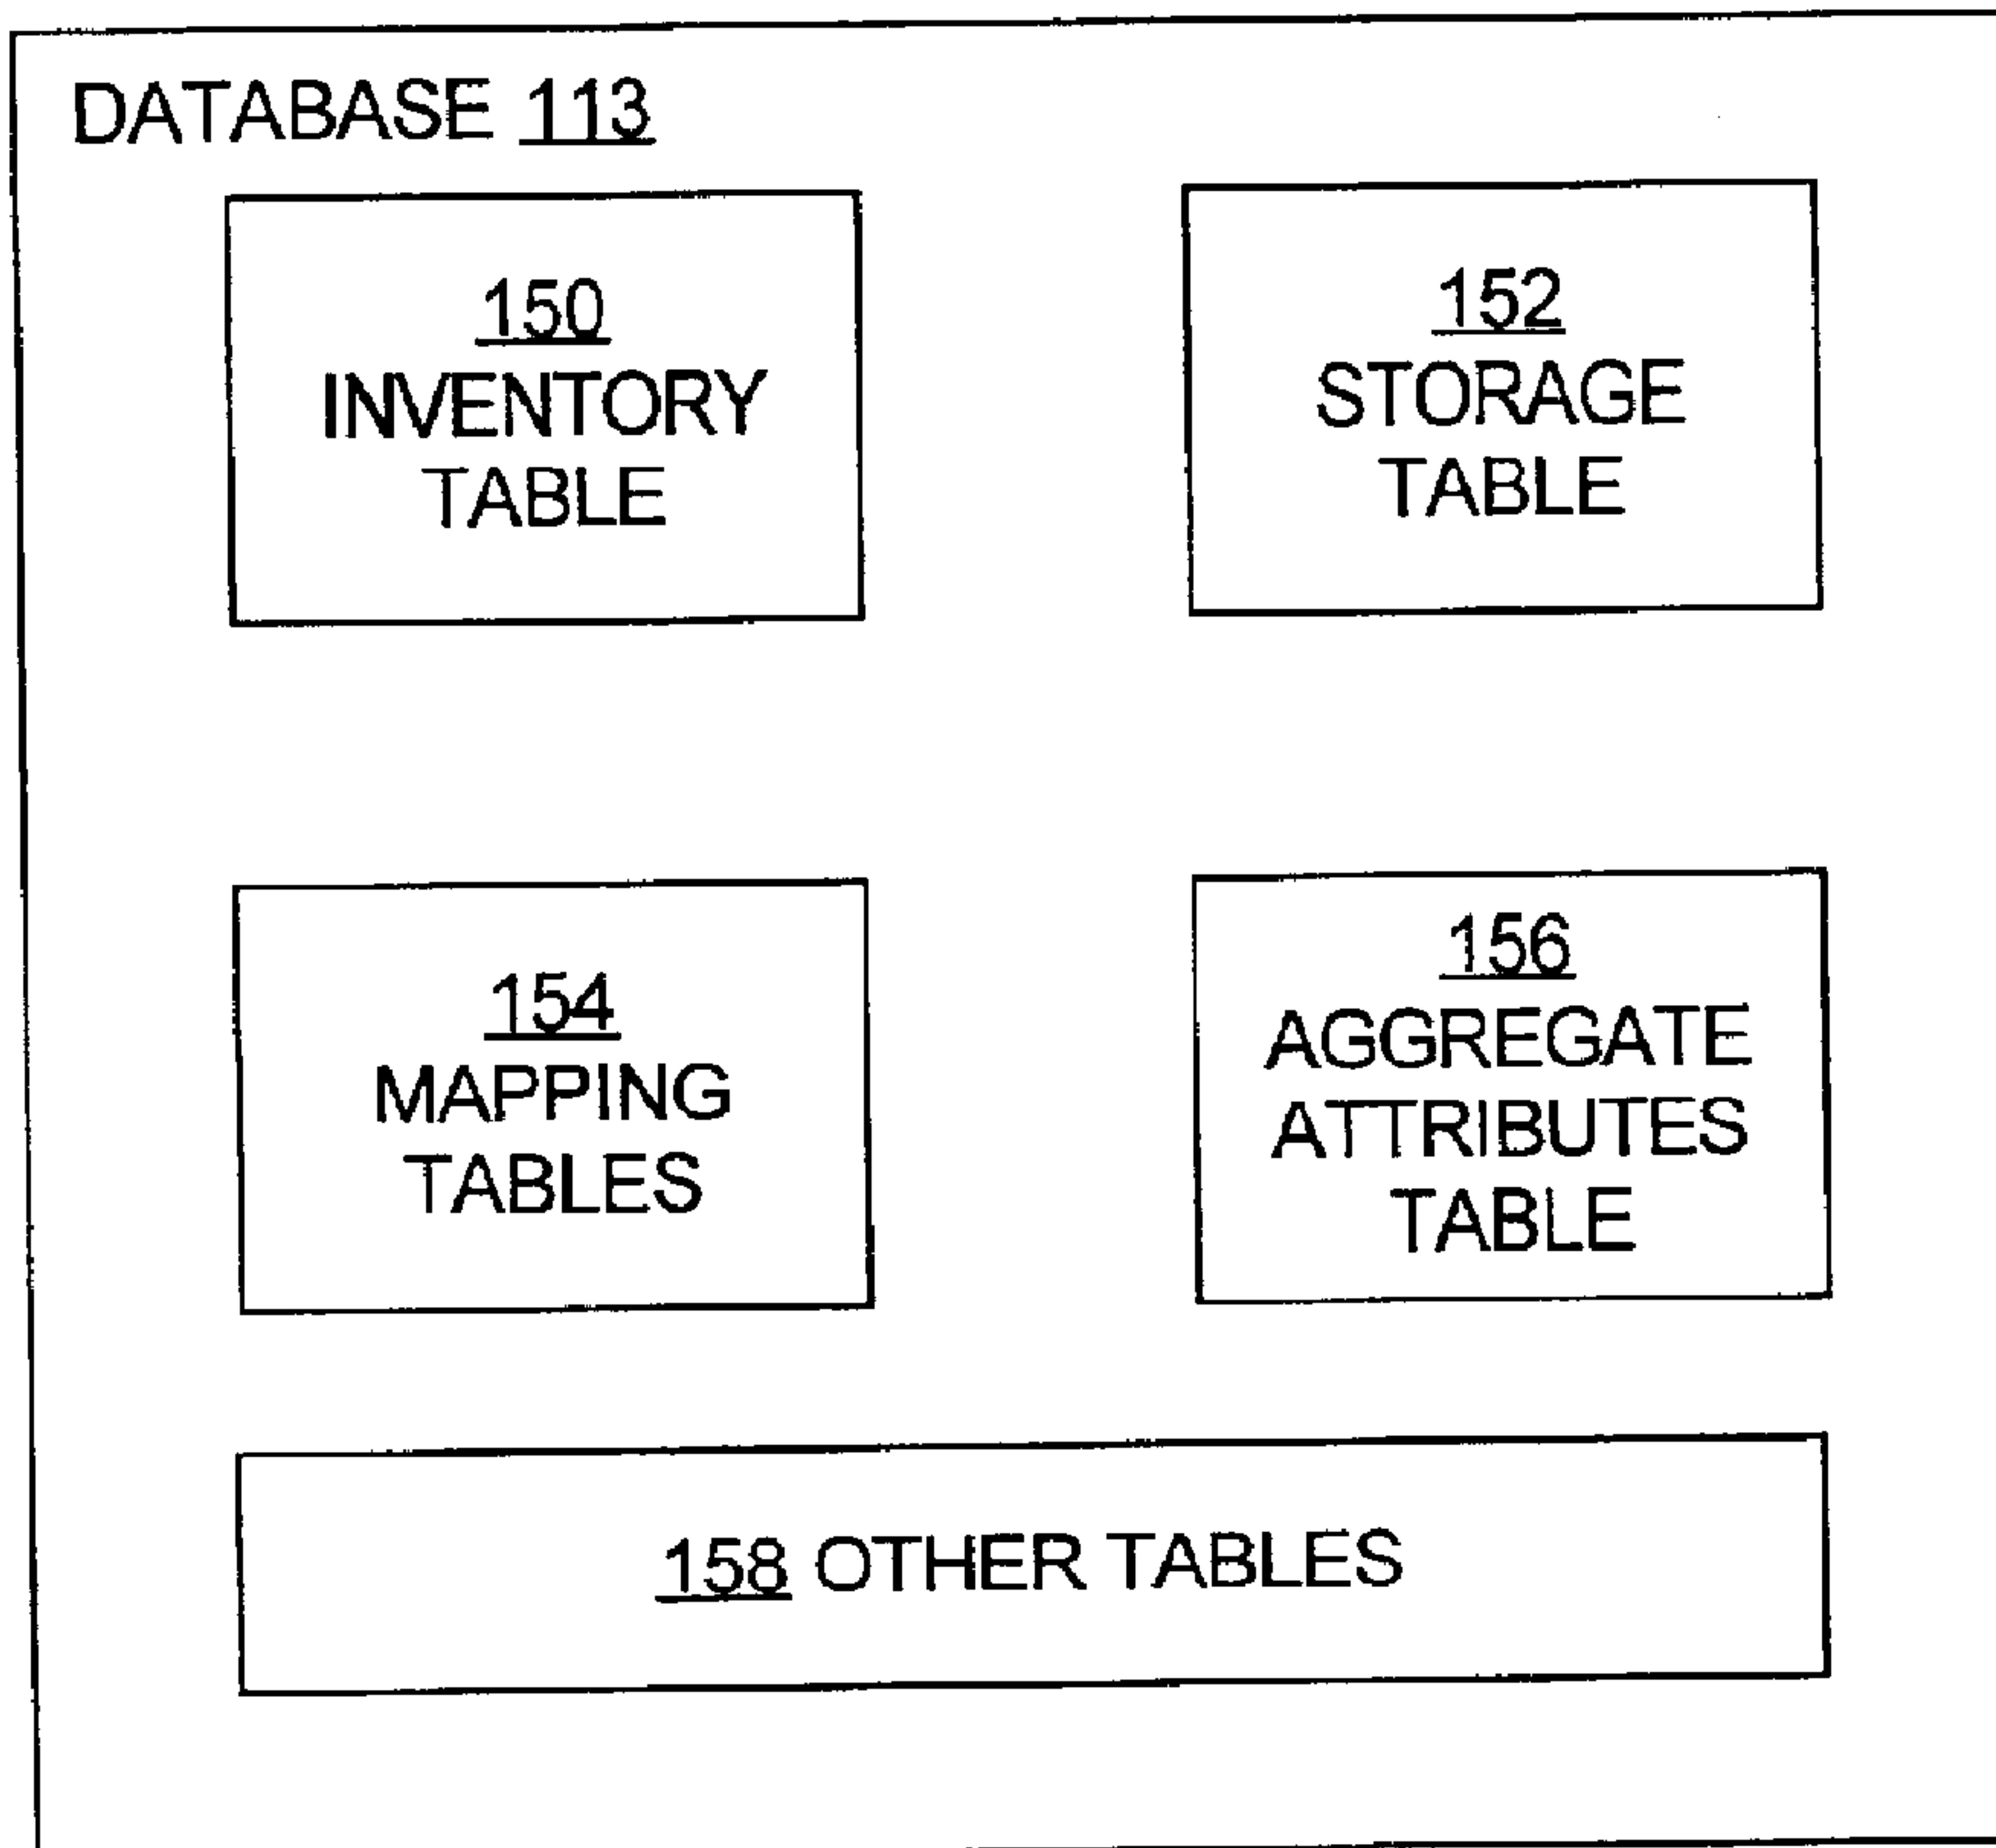 DATABASE 113
150
INVENTORY
TABLE
152
STORAGE
TABLE
154
MAPPING
TABLES
156
AGGREGATE
ATTRIBUTES
TABLE
158 OTHER TABLES